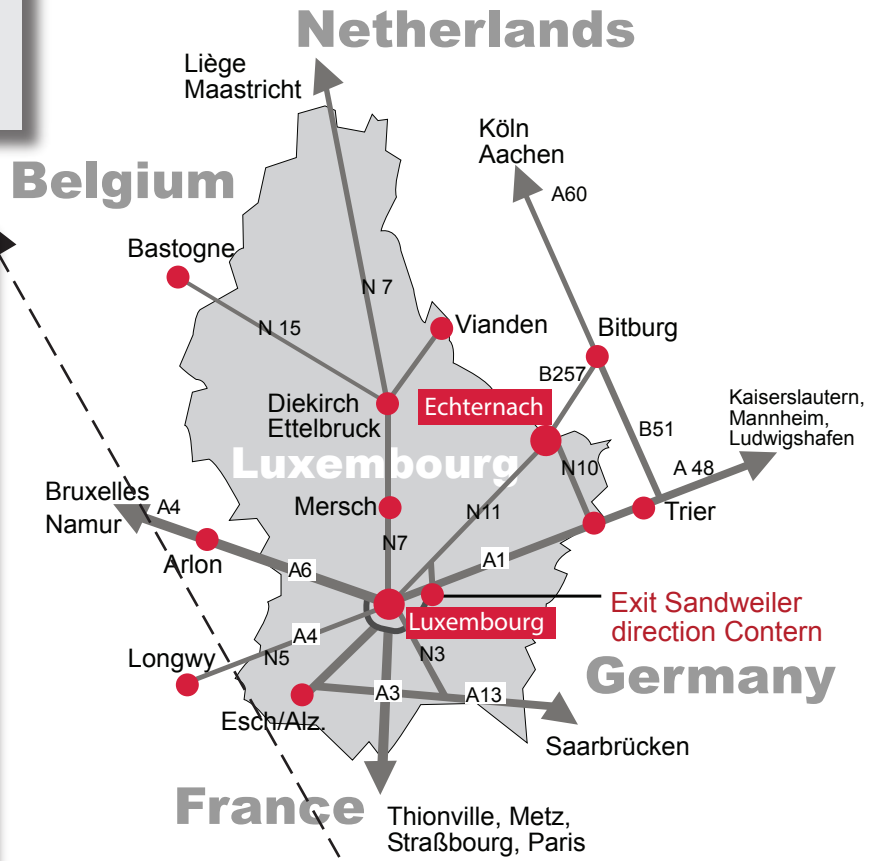 Netherlands
Liège
Maastricht
Köln
Aachen
A60
Belgium
Bastogne
N 7
N 15
Vianden
Bitburg
B257
Diekirch
Ettelbruck
Echternach
Kaiserslautern,
Mannheim,
Ludwigshafen
B51
Luxembourg
N10
A 48
Bruxelles
Namur
A4
Mersch
N11
Trier
Arlon
N7
A1
A6
Exit Sandweiler
direction Contern
Luxembourg
A4
N5
N3
Longwy
Germany
A3
A13
Esch/Alz.
Saarbrücken
France
Thionville, Metz,
Straßbourg, Paris